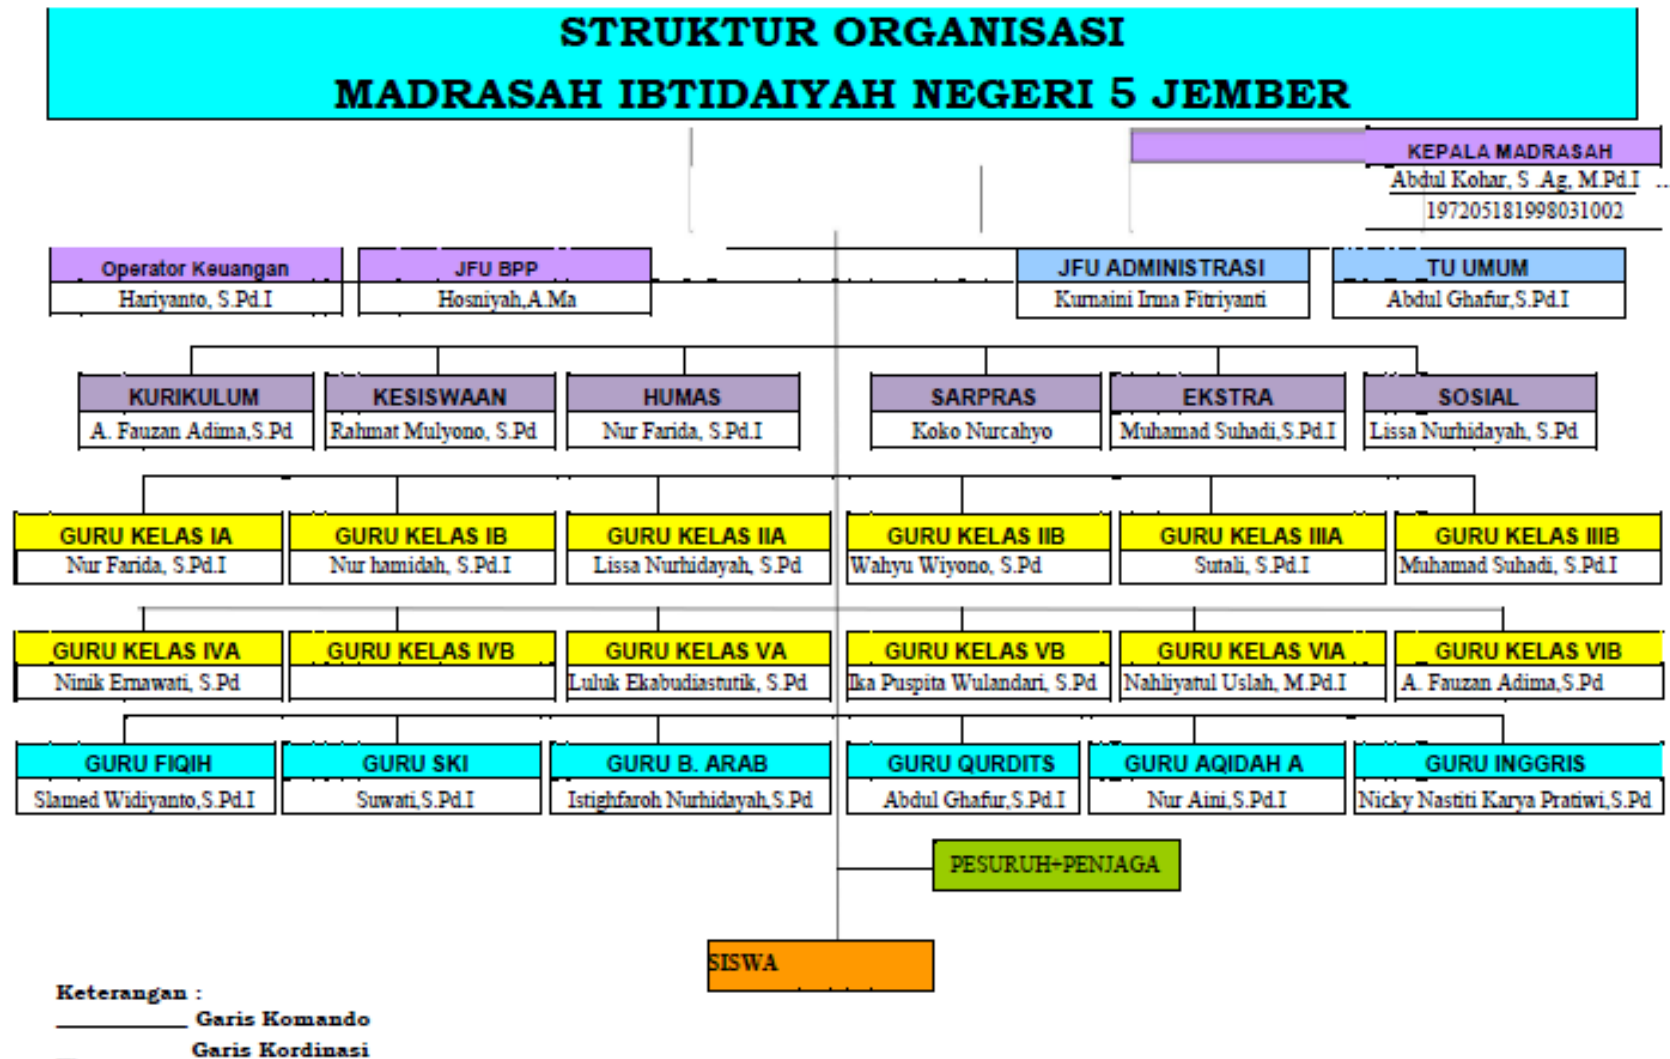 STRUKTUR ORGANISASI
MADRASAH IBTIDAIYAH NEGERI 5 JEMBER
KEPALA MADRASAH
Abdul Kohar, S .Ag, M.Pd.I
197205181998031002
Operator Keuangan
Hariyanto, S.Pd.I
JFU BPP
Hosniyah,A.Ma
JFU ADMINISTRASI
Kurnaini Irma Fitriyanti
TU UMUM
Abdul Ghafur,S.Pd.I
KURIKULUM
A. Fauzan Adima,S.Pd
KESISWAAN
Rahmat Mulyono, S.Pd
HUMAS
Nur Farida, S.Pd.I
SARPRAS
Koko Nurcahyo
EKSTRA
Muhamad Suhadi,S.Pd.I
SOSIAL
Lissa Nurhidayah, S.Pd
GURU KELAS IA
Nur Farida, S.Pd.I
GURU KELAS IB
Nur hamidah, S.Pd.I
GURU KELAS IIA
Lissa Nurhidayah, S.Pd
GURU KELAS IIB
Wahyu Wiyono, S.Pd
GURU KELAS IIIA
Sutali, S.Pd.I
GURU KELAS IIIB
Muhamad Suhadi, S.Pd.I
GURU KELAS IVA
Ninik Ernawati, S.Pd
GURU KELAS IVB
GURU KELAS VA
Luluk Ekabudiastutik, S.Pd
GURU KELAS VB
Ika Puspita Wulandari, S.Pd
GURU KELAS VIA
Nahliyatul Uslah, M.Pd.I
GURU KELAS VIB
A. Fauzan Adima,S.Pd
GURU FIQIH
Slamed Widiyanto,S.Pd.I
GURU SKI
Suwati,S.Pd.I
GURU B. ARAB
Istighfaroh Nurhidayah,S.Pd
GURU QURDITS
Abdul Ghafur,S.Pd.I
GURU AQIDAH A
Nur Aini,S.Pd.I
GURU INGGRIS
Nicky Nastiti Karya Pratiwi,S.Pd
PESURUH+PENJAGA
SISWA
Keterangan :
Garis Komando
Garis Kordinasi